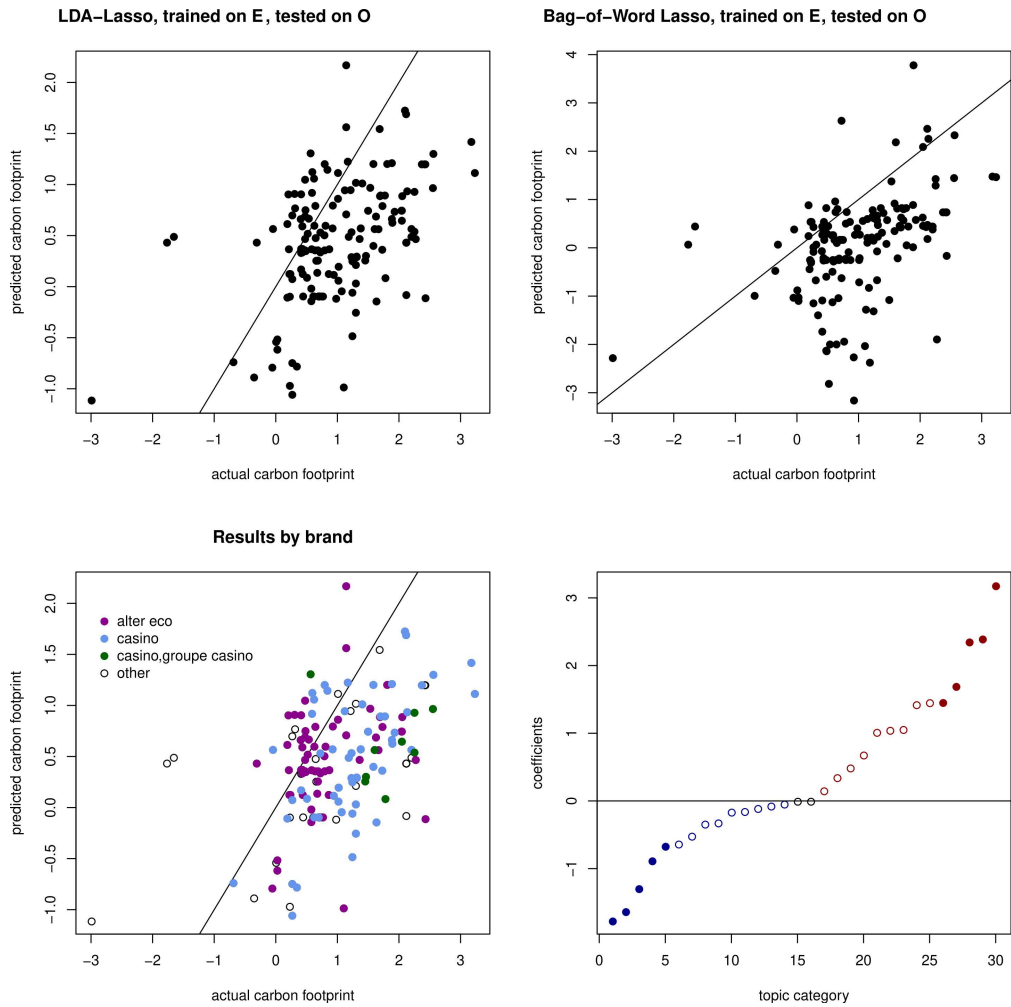 LDA−Lasso, trained on E, tested on O
predicted carbon footprint
2.0
1.5
1.0
0.5
0.0
−0.5
−1.0
−3 −2 −1 0 1 2 3
actual carbon footprint
Bag−of−Word Lasso, trained on E, tested on O
predicted carbon footprint
4
3
2
1
0
−1
−2
−3
−3 −2 −1 0 1 2 3
actual carbon footprint
Results by brand
predicted carbon footprint
2.0
1.5
1.0
0.5
0.0
−0.5
−1.0
alter eco
casino
casino,groupe casino
other
−3 −2 −1 0 1 2 3
actual carbon footprint
coefficients
3
2
1
0
−1
0 5 10 15 20 25 30
topic category